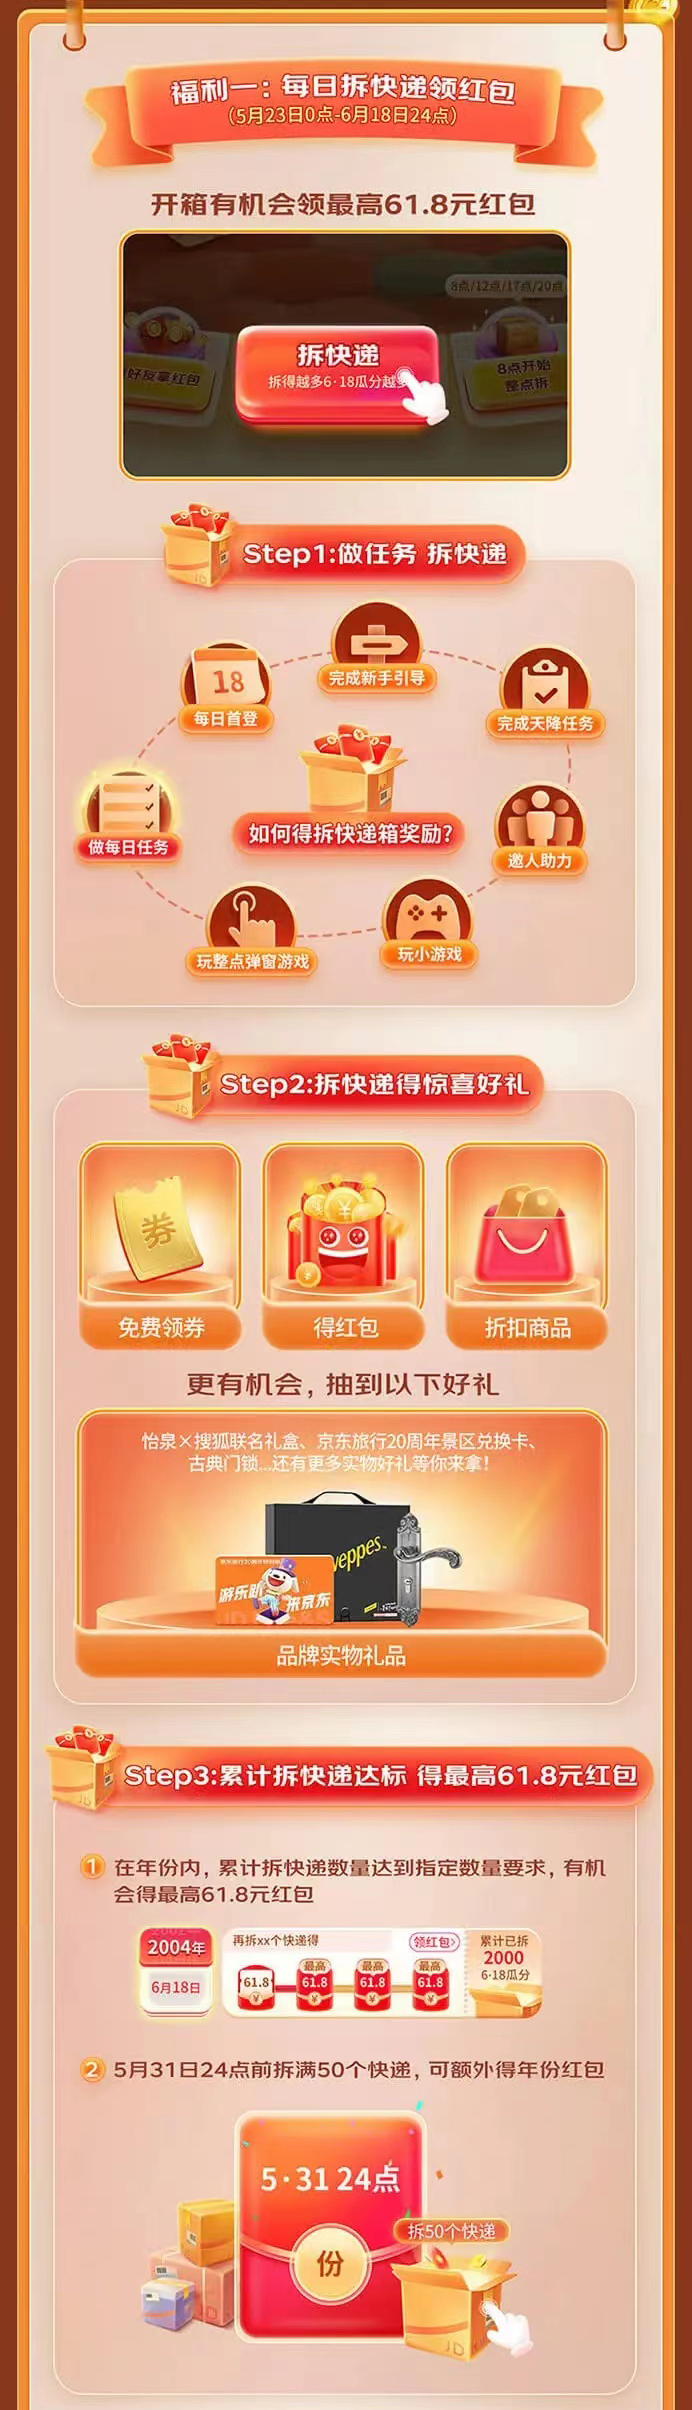 福利一：每日拆快递领红包
（5月23日0点-6月18日24点）
开箱有机会领最高61.8元红包
8点/12点/17点/20点
好友拿红包
拆快递
拆得越多6·18瓜分越多
8点开始
整点拆
Step1:做任务 拆快递
完成新手引导
18
每日首登
完成天降任务
做每日任务
如何得拆快递箱奖励?
邀人助力
玩整点弹窗游戏
玩小游戏
Step2:拆快递得惊喜好礼
券
免费领券
得红包
折扣商品
更有机会，抽到以下好礼
怡泉×搜狐联名礼盒、京东旅行20周年景区兑换卡、
古典门锁...还有更多实物好礼等你来拿！
veppes
游乐趴 来京东
品牌实物礼品
Step3:累计拆快递达标 得最高61.8元红包
1 在年份内，累计拆快递数量达到指定数量要求，有机
会得最高61.8元红包
2004年
6月18日
再拆xx个快递得
领红包>
61.8
最高
61.8
最高
61.8
最高
61.8
累计已拆
2000
6·18瓜分
2 5月31日24点前拆满50个快递，可额外得年份红包
5·31 24点
份
拆50个快递
JD